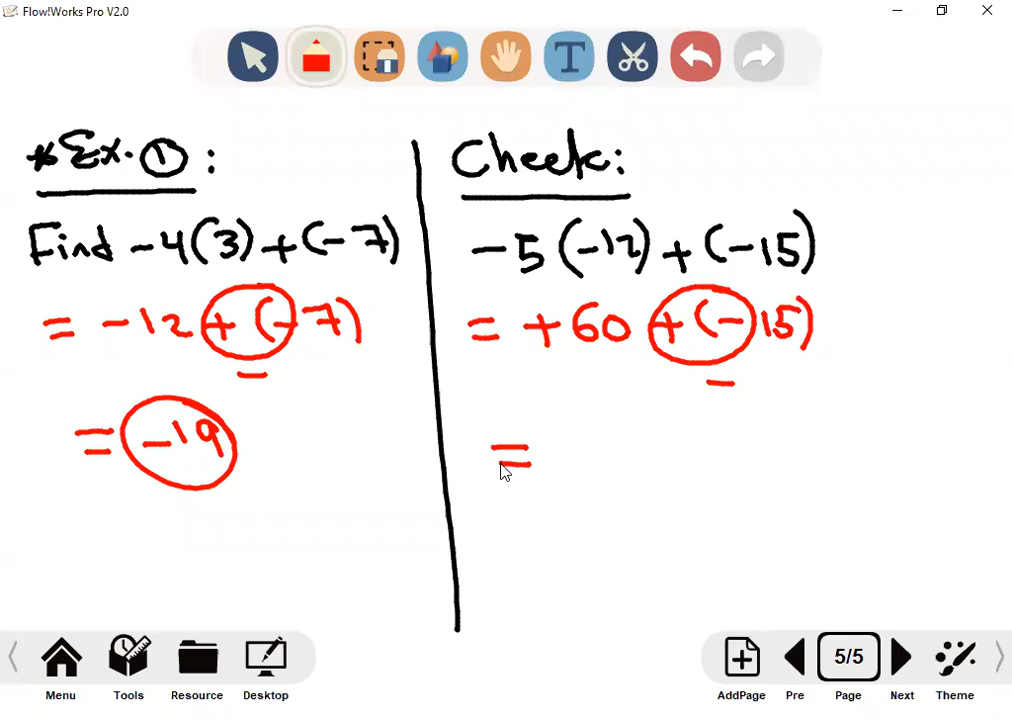 Flow!Works Pro V2.0
T
*Ex. ① :
Find -4(3)+(-7)
= -12+(-7)
-
= -19
Check:
-5(-12)+(-15)
= +60+(-15)
-
=
Menu Tools Resource Desktop
5/5
AddPage Pre Page Next Theme